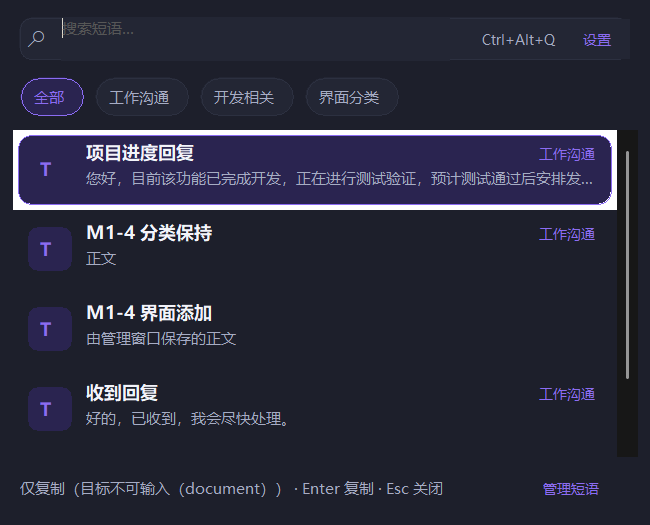 搜索短语...
Ctrl+Alt+Q 设置
全部 工作沟通 开发相关 界面分类
T 项目进度回复 工作沟通
您好，目前该功能已完成开发，正在进行测试验证，预计测试通过后安排发...
T M1-4 分类保持 工作沟通
正文
T M1-4 界面添加
由管理窗口保存的正文
T 收到回复 工作沟通
好的，已收到，我会尽快处理。
仅复制（目标不可输入（document）） · Enter 复制 · Esc 关闭 管理短语